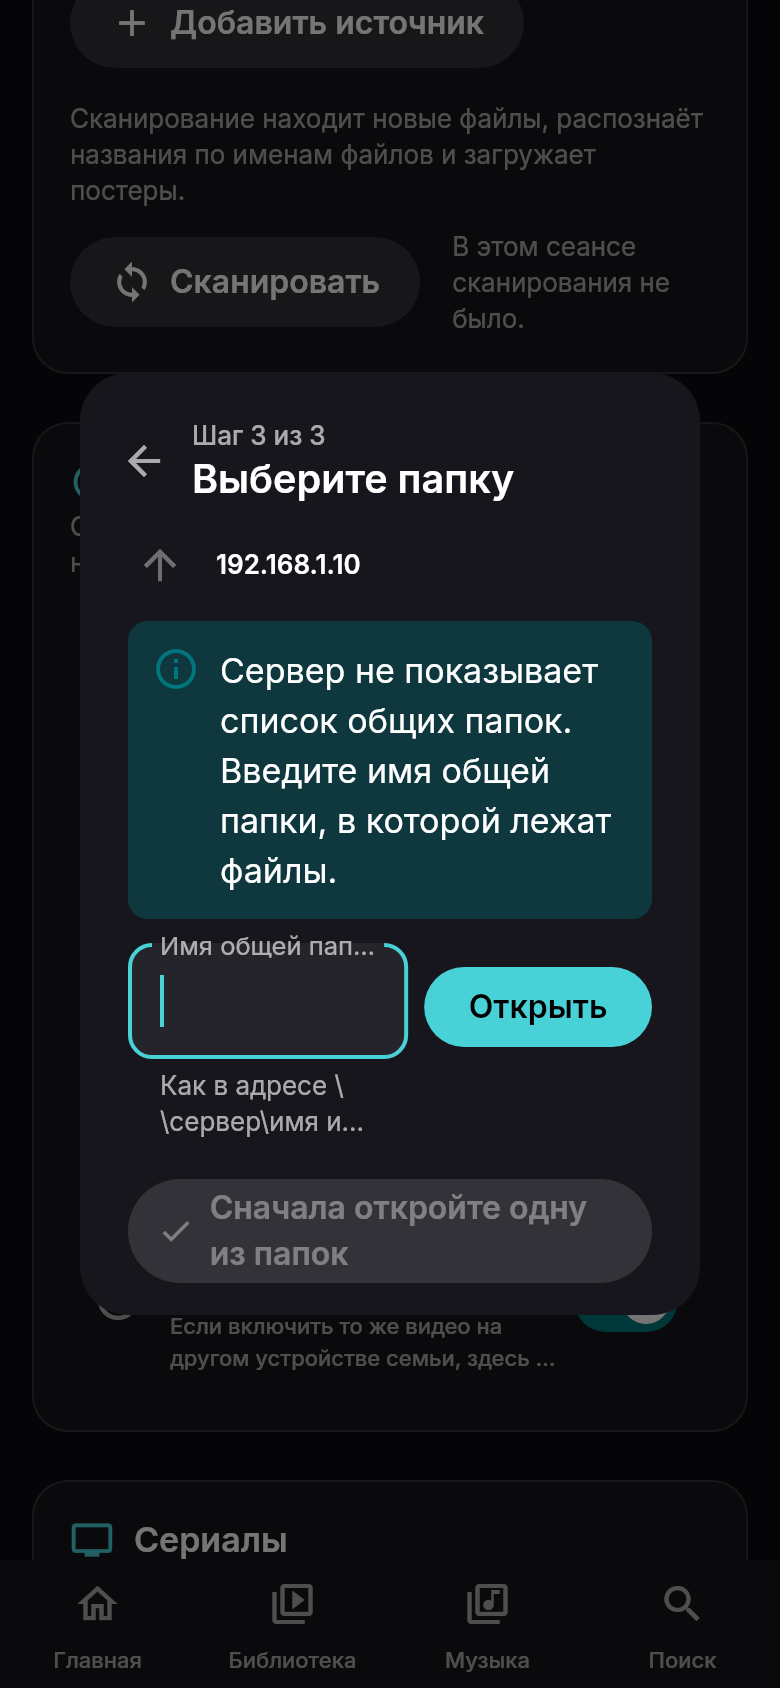 Добавить источник
Сканирование находит новые файлы, распознаёт
названия по именам файлов и загружает
постеры.
Сканировать
В этом сеансе
сканирования не
было.
Шаг 3 из 3
Выберите папку
192.168.1.10
Сервер не показывает
список общих папок.
Введите имя общей
папки, в которой лежат
файлы.
Имя общей пап...
Открыть
Как в адресе \
\сервер\имя и...
Сначала откройте одну
из папок
Если включить то же видео на
другом устройстве семьи, здесь ...
Сериалы
Главная
Библиотека
Музыка
Поиск